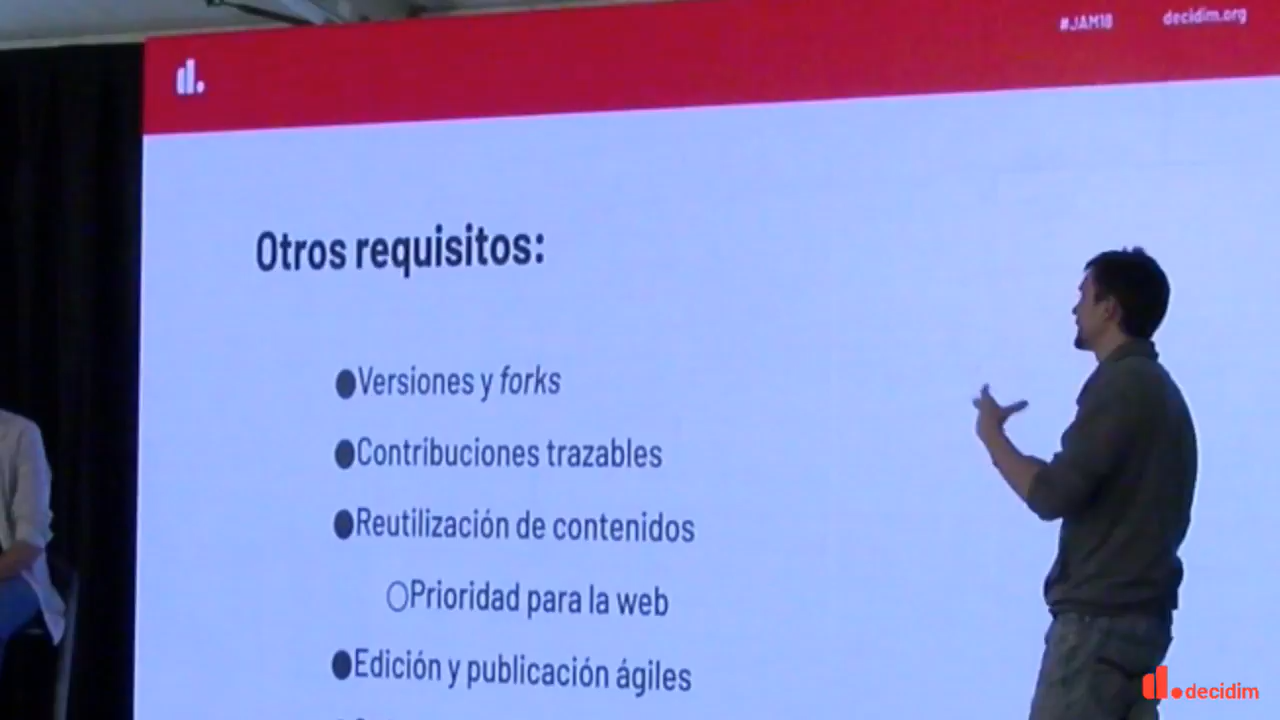 #JAM18 decidim.org
d.
Otros requisitos:
Versiones y forks
Contribuciones trazables
Reutilización de contenidos
Prioridad para la web
Edición y publicación ágiles
d.decidim